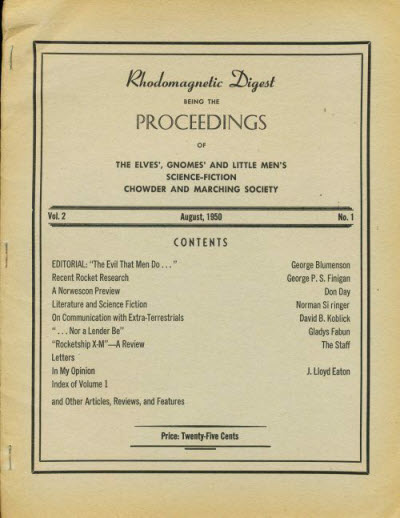 Rhodomagnetic Digest
BEING THE
PROCEEDINGS
OF
THE ELVES', GNOMES' AND LITTLE MEN'S
SCIENCE-FICTION
CHOWDER AND MARCHING SOCIETY
Vol. 2 August, 1950 No. 1
CONTENTS
EDITORIAL: "The Evil That Men Do . . ." George Blumenson
Recent Rocket Research George P. S. Finigan
A Norwescon Preview Don Day
Literature and Science Fiction Norman Si ringer
On Communication with Extra-Terrestrials David B. Koblick
" . . . Nor a Lender Be" Gladys Fabun
"Rocketship X-M"—A Review The Staff
Letters
In My Opinion J. Lloyd Eaton
Index of Volume 1
and Other Articles, Reviews, and Features
Price: Twenty-Five Cents